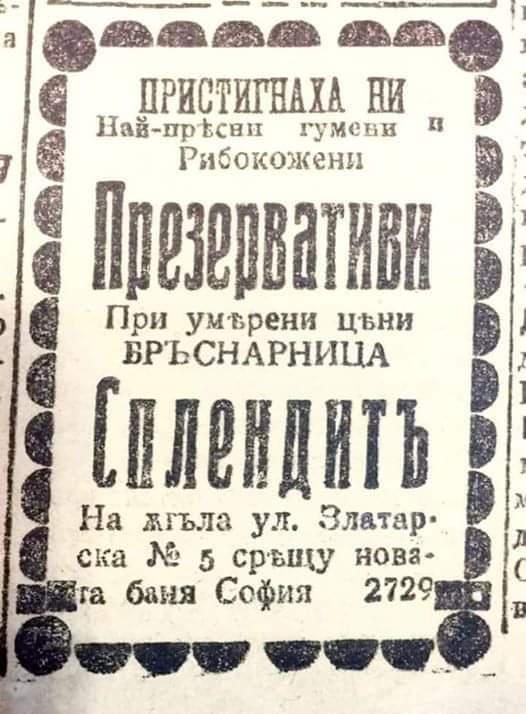 ПРИСТИГНАХА НИ
Най-прѣсни гумени и
Рибокожени
Презервативи
При умѣрени цѣни
БРЪСНАРНИЦА
Сплендитъ
На ѫгъла ул. Златар-
ска № 5 срѣщу нова-
та баня София 2729